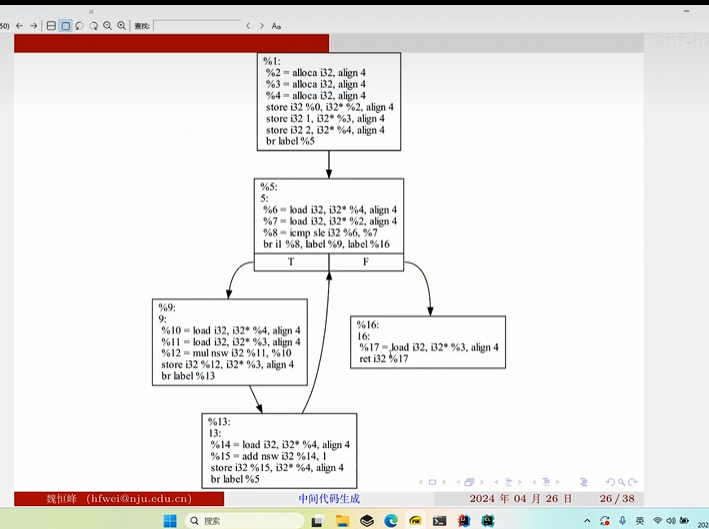 50)
查找:
Aa
%1:
%2 = alloca i32, align 4
%3 = alloca i32, align 4
%4 = alloca i32, align 4
store i32 %0, i32* %2, align 4
store i32 1, i32* %3, align 4
store i32 2, i32* %4, align 4
br label %5
%5:
5:
%6 = load i32, i32* %4, align 4
%7 = load i32, i32* %2, align 4
%8 = icmp sle i32 %6, %7
br i1 %8, label %9, label %16
T F
%9:
9:
%10 = load i32, i32* %4, align 4
%11 = load i32, i32* %3, align 4
%12 = mul nsw i32 %11, %10
store i32 %12, i32* %3, align 4
br label %13
%16:
16:
%17 = load i32, i32* %3, align 4
ret i32 %17
%13:
13:
%14 = load i32, i32* %4, align 4
%15 = add nsw i32 %14, 1
store i32 %15, i32* %4, align 4
br label %5
魏恒峰 (hfwei@nju.edu.cn) 中间代码生成 2024 年 04 月 26 日 26 / 38
搜索
英
202